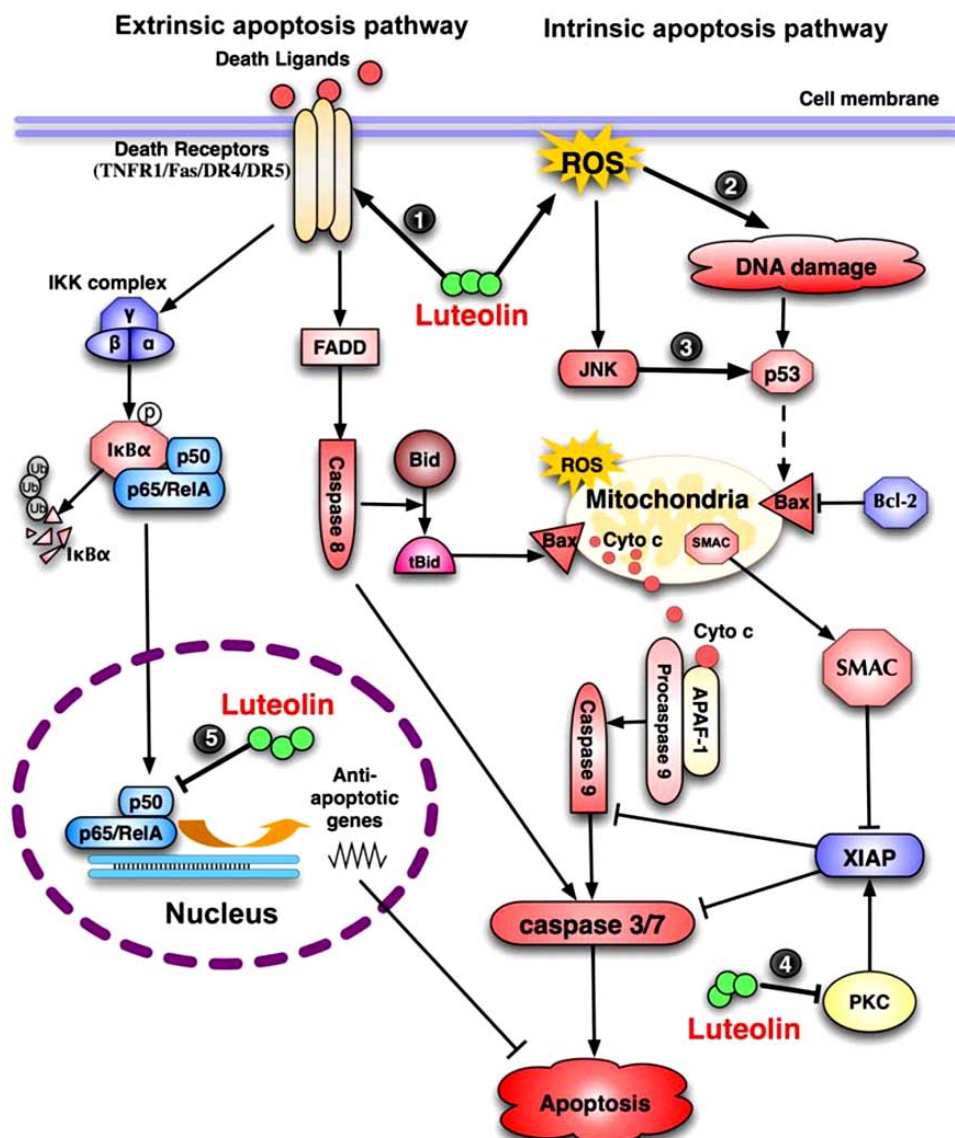 Extrinsic apoptosis pathway
Intrinsic apoptosis pathway
Death Ligands
Cell membrane
Death Receptors
(TNFR1/Fas/DR4/DR5)
ROS
2
1
DNA damage
IKK complex
γ
β α
Luteolin
FADD
JNK
3
p53
p
IκBα
p50
p65/RelA
Ub
Ub
Ub
IκBα
Caspase 8
Bid
tBid
ROS
Mitochondria
Bax
Bcl-2
Bax
Cyto c
SMAC
Cyto c
SMAC
Procaspase 9
APAF-1
Caspase 9
Luteolin
5
p50
p65/RelA
Anti-
apoptotic
genes
Nucleus
XIAP
caspase 3/7
4
PKC
Luteolin
Apoptosis